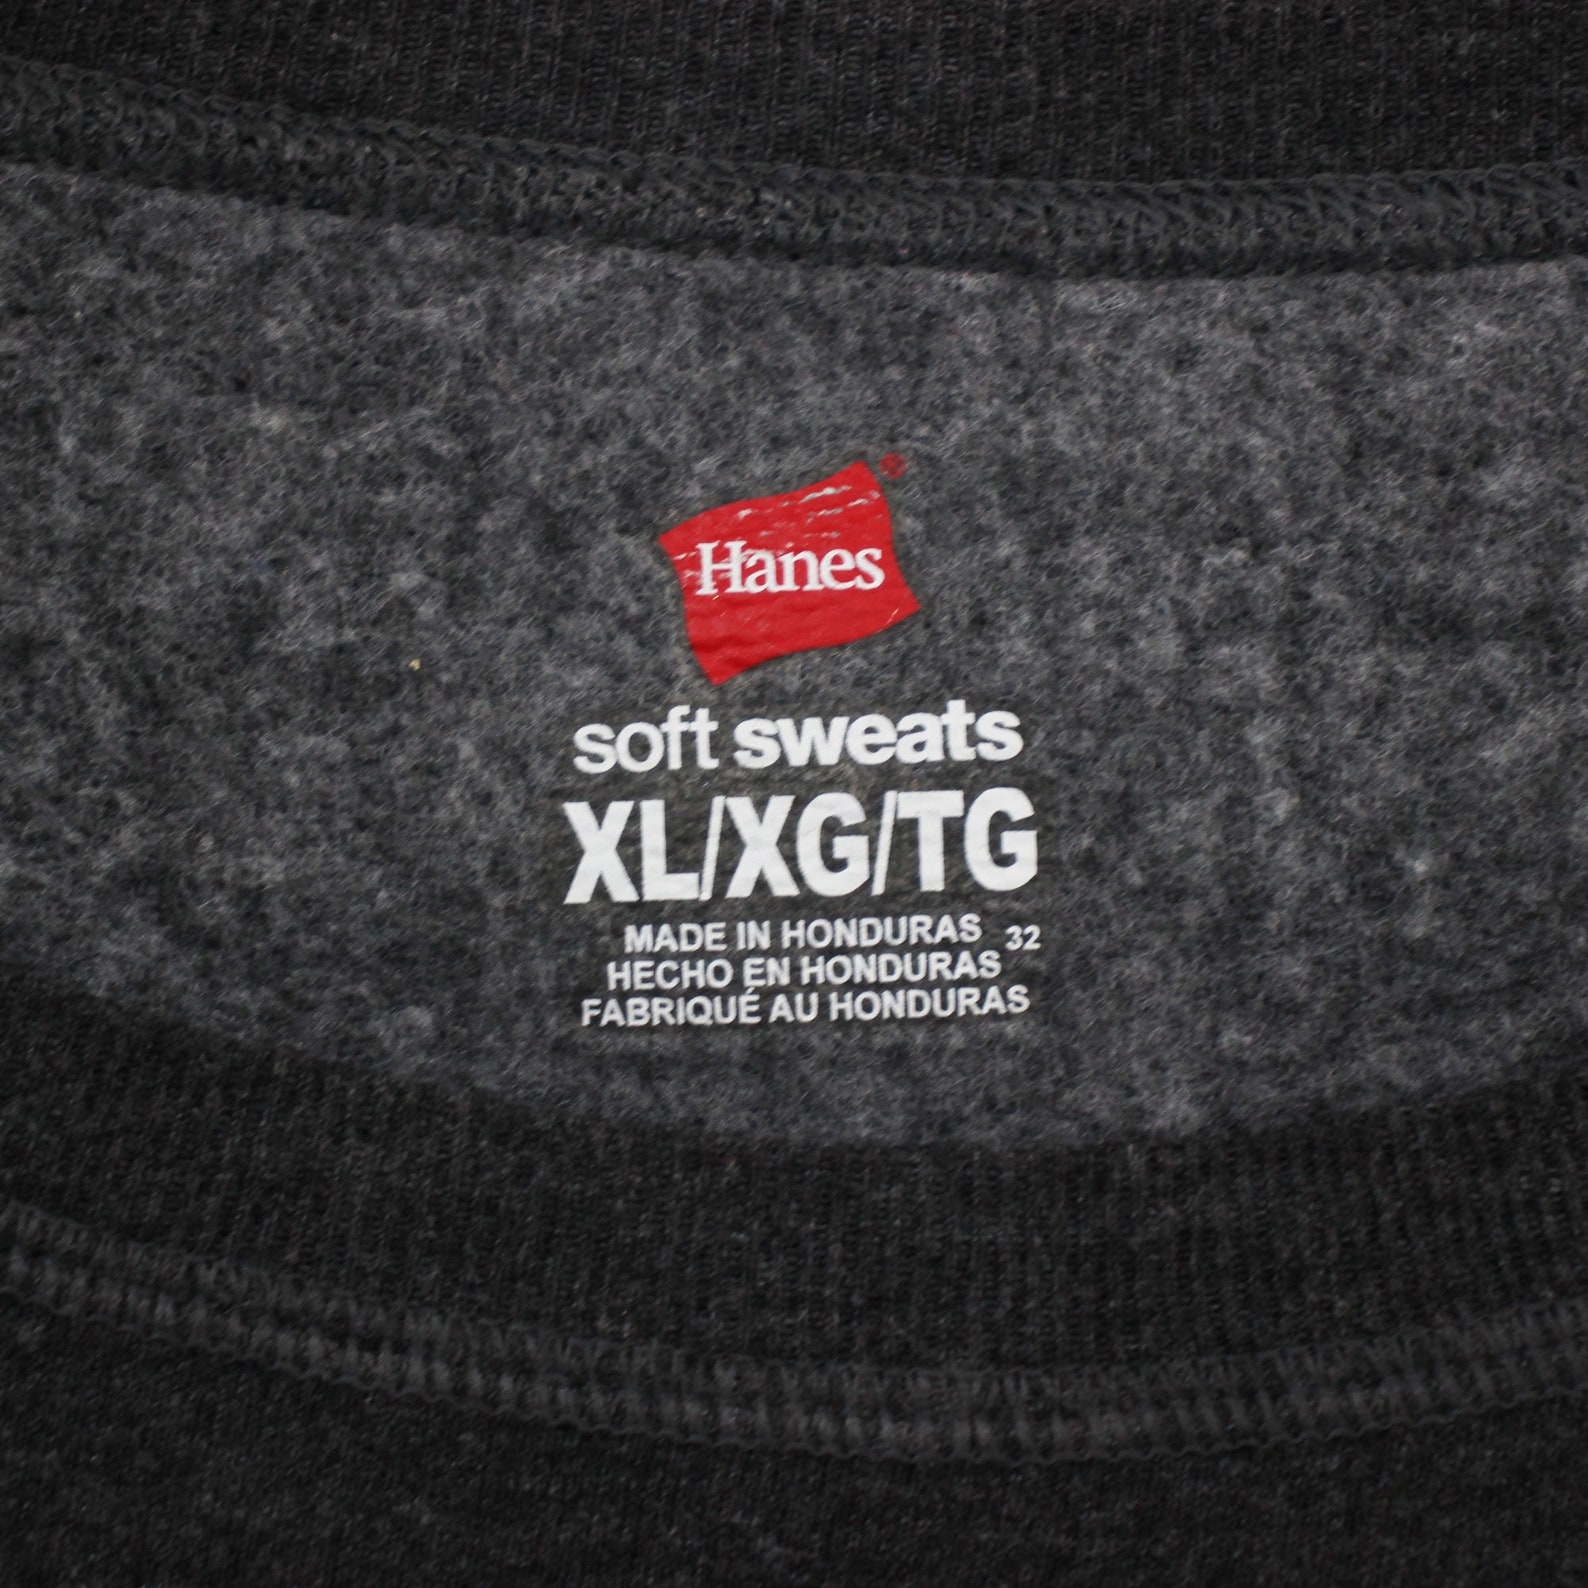 Hanes®
soft sweats
XL/XG/TG
MADE IN HONDURAS 32
HECHO EN HONDURAS
FABRIQUÉ AU HONDURAS